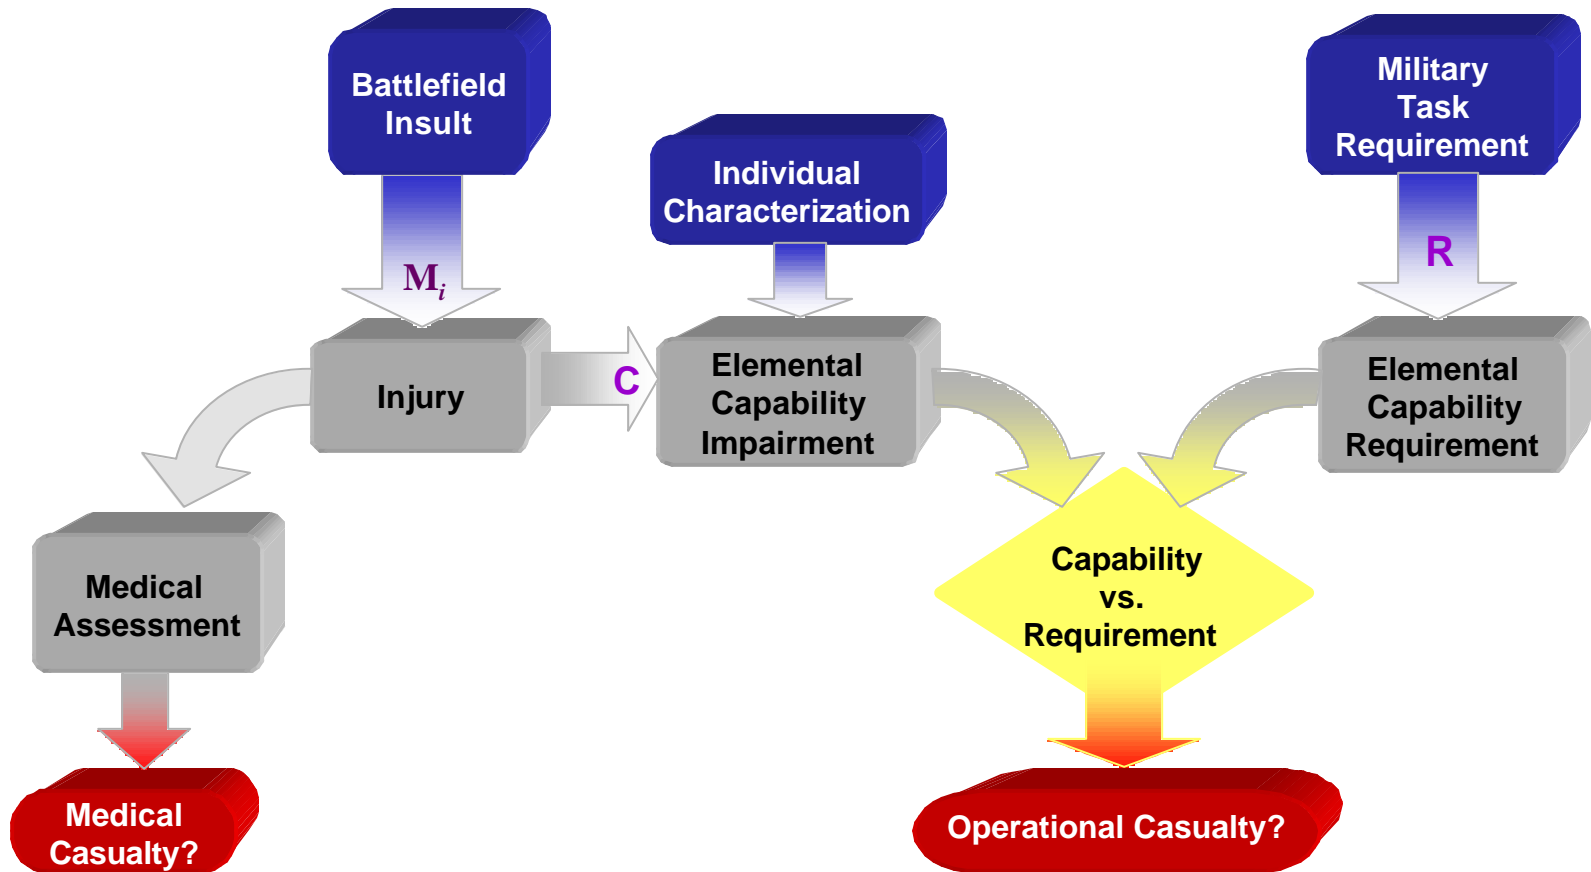 Battlefield
Insult
Military
Task
Requirement
Individual
Characterization
M_i
R
Injury
C
Elemental
Capability
Impairment
Elemental
Capability
Requirement
Medical
Assessment
Capability
vs.
Requirement
Medical
Casualty?
Operational Casualty?